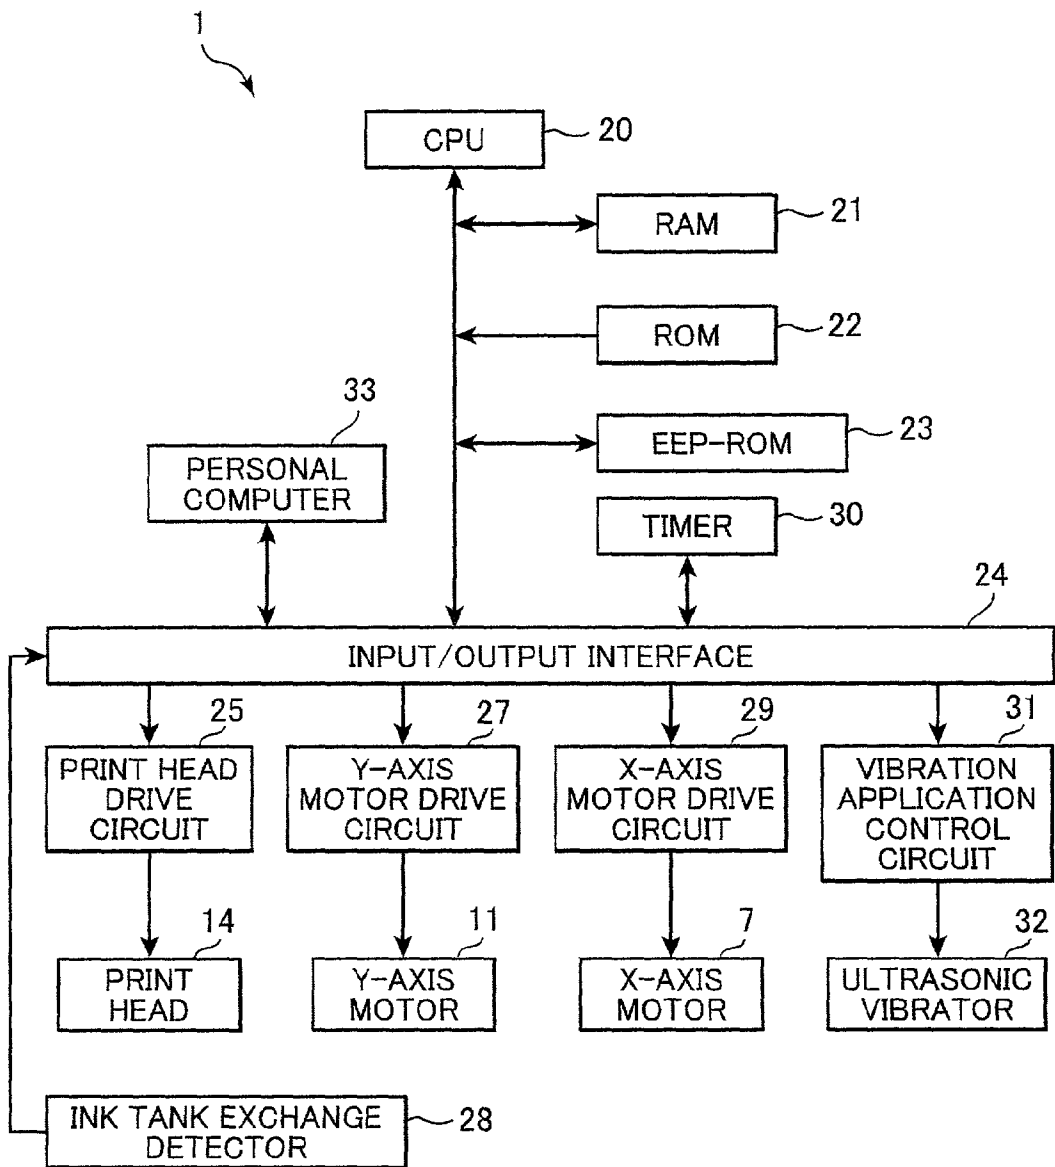 1
CPU
20
RAM
21
ROM
22
EEP-ROM
23
33
PERSONAL
COMPUTER
TIMER
30
24
INPUT/OUTPUT INTERFACE
25
PRINT HEAD
DRIVE
CIRCUIT
27
Y-AXIS
MOTOR DRIVE
CIRCUIT
29
X-AXIS
MOTOR DRIVE
CIRCUIT
31
VIBRATION
APPLICATION
CONTROL
CIRCUIT
14
PRINT
HEAD
11
Y-AXIS
MOTOR
7
X-AXIS
MOTOR
32
ULTRASONIC
VIBRATOR
INK TANK EXCHANGE
DETECTOR
28